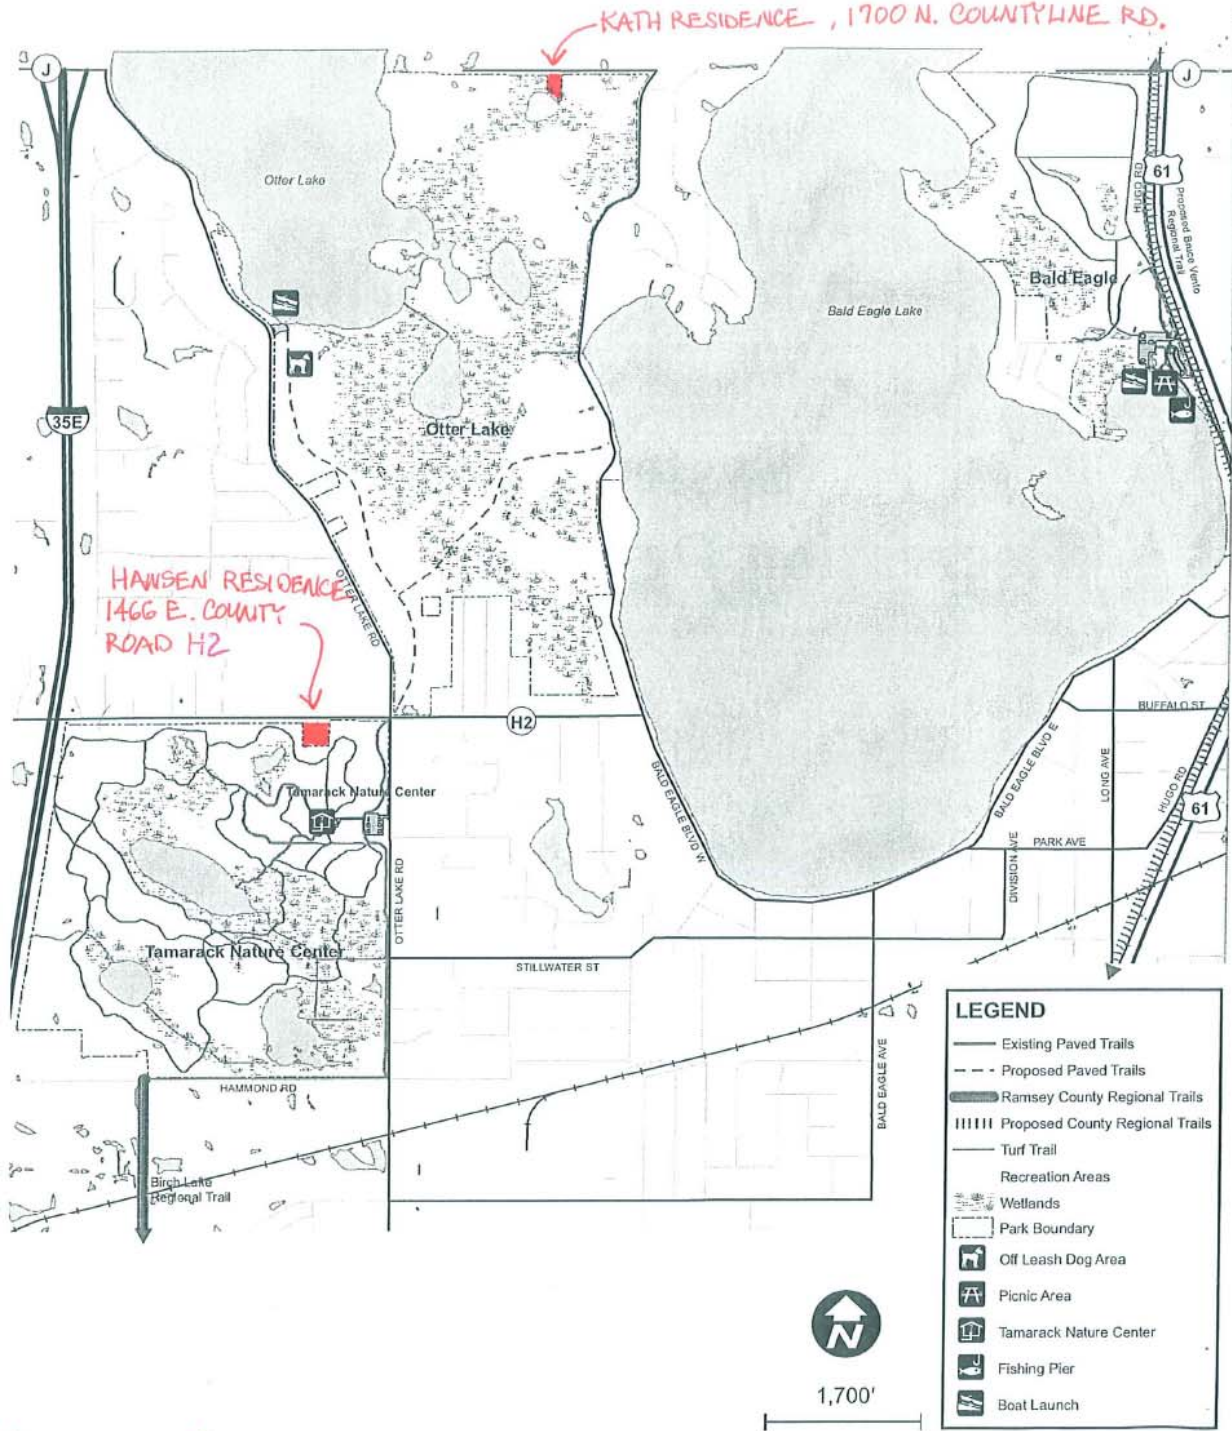 KATH RESIDENCE , 1700 N. COUNTYLINE RD.
J
J
Otter Lake
61
HUGO RD
Proposed Bruce Vento
Regional Trail
Bald Eagle
Bald Eagle Lake
35E
Otter Lake
HANSEN RESIDENCE
1466 E. COUNTY
ROAD H2
OTTER LAKE RD
H2
BUFFALO ST
BALD EAGLE BLVD W
BALD EAGLE BLVD E
LONG AVE
HUGO RD
61
Tamarack Nature Center
PARK AVE
DIVISION AVE
OTTER LAKE RD
Tamarack Nature Center
STILLWATER ST
HAMMOND RD
BALD EAGLE AVE
Birch Lake
Regional Trail
LEGEND
Existing Paved Trails
Proposed Paved Trails
Ramsey County Regional Trails
Proposed County Regional Trails
Turf Trail
Recreation Areas
Wetlands
Park Boundary
Off Leash Dog Area
Picnic Area
Tamarack Nature Center
Fishing Pier
Boat Launch
N
1,700'